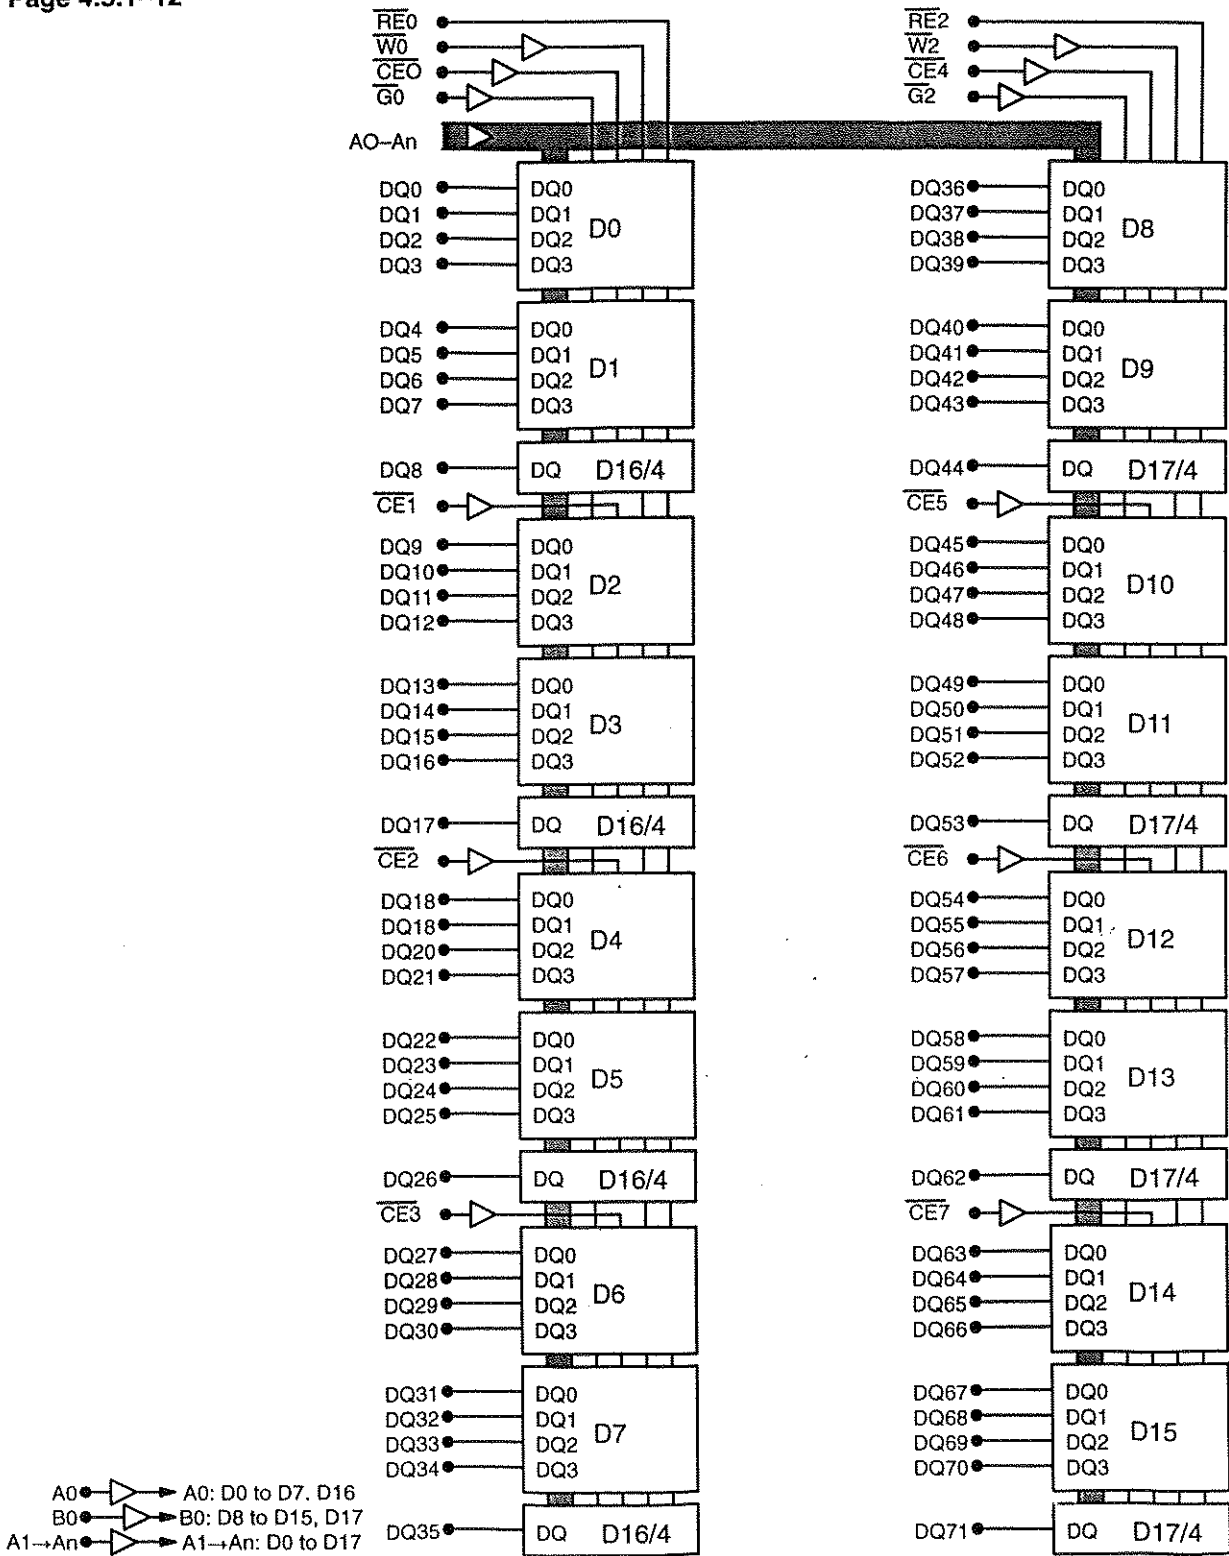 Page 4.5.1–12
RE0
W0
CEO
G0
AO–An
DQ0 DQ0
DQ1 DQ1
DQ2 DQ2
DQ3 DQ3
D0
DQ4 DQ0
DQ5 DQ1
DQ6 DQ2
DQ7 DQ3
D1
DQ8 DQ D16/4
CE1
DQ9 DQ0
DQ10 DQ1
DQ11 DQ2
DQ12 DQ3
D2
DQ13 DQ0
DQ14 DQ1
DQ15 DQ2
DQ16 DQ3
D3
DQ17 DQ D16/4
CE2
DQ18 DQ0
DQ18 DQ1
DQ20 DQ2
DQ21 DQ3
D4
DQ22 DQ0
DQ23 DQ1
DQ24 DQ2
DQ25 DQ3
D5
DQ26 DQ D16/4
CE3
DQ27 DQ0
DQ28 DQ1
DQ29 DQ2
DQ30 DQ3
D6
DQ31 DQ0
DQ32 DQ1
DQ33 DQ2
DQ34 DQ3
D7
DQ35 DQ D16/4
RE2
W2
CE4
G2
DQ36 DQ0
DQ37 DQ1
DQ38 DQ2
DQ39 DQ3
D8
DQ40 DQ0
DQ41 DQ1
DQ42 DQ2
DQ43 DQ3
D9
DQ44 DQ D17/4
CE5
DQ45 DQ0
DQ46 DQ1
DQ47 DQ2
DQ48 DQ3
D10
DQ49 DQ0
DQ50 DQ1
DQ51 DQ2
DQ52 DQ3
D11
DQ53 DQ D17/4
CE6
DQ54 DQ0
DQ55 DQ1
DQ56 DQ2
DQ57 DQ3
D12
DQ58 DQ0
DQ59 DQ1
DQ60 DQ2
DQ61 DQ3
D13
DQ62 DQ D17/4
CE7
DQ63 DQ0
DQ64 DQ1
DQ65 DQ2
DQ66 DQ3
D14
DQ67 DQ0
DQ68 DQ1
DQ69 DQ2
DQ70 DQ3
D15
DQ71 DQ D17/4
A0 A0: D0 to D7, D16
B0 B0: D8 to D15, D17
A1→An A1→An: D0 to D17